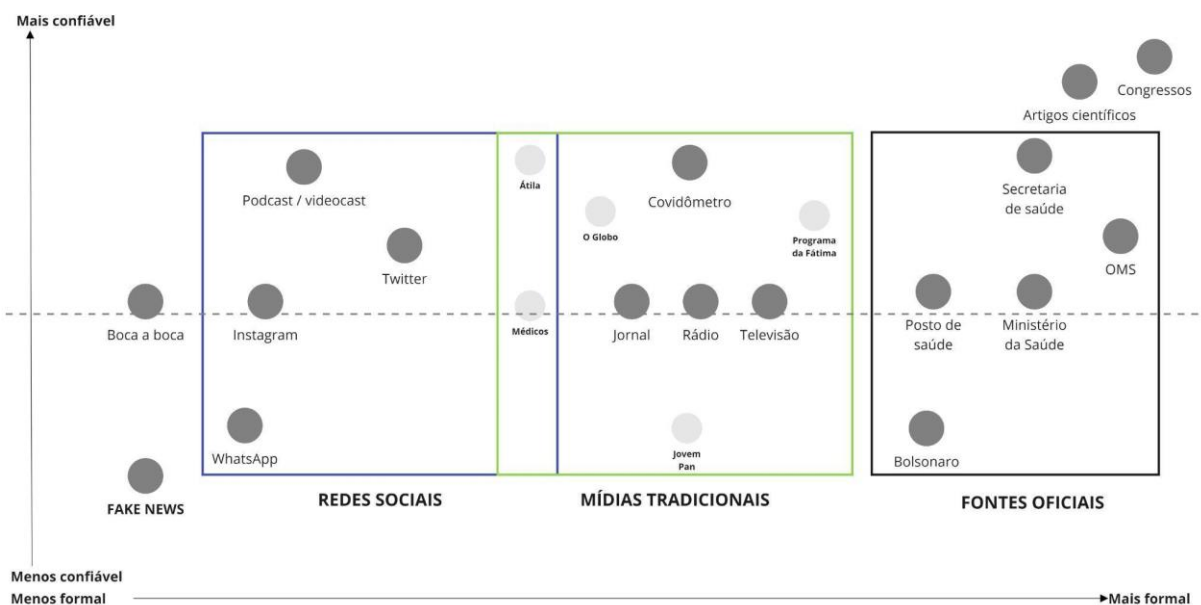 Mais confiável
Congressos
Artigos científicos
Podcast / videocast
Átila
Covidômetro
Secretaria
de saúde
O Globo
Programa
da Fátima
Twitter
OMS
Boca a boca
Instagram
Médicos
Jornal
Rádio
Televisão
Posto de
saúde
Ministério
da Saúde
WhatsApp
Jovem
Pan
Bolsonaro
FAKE NEWS
REDES SOCIAIS
MÍDIAS TRADICIONAIS
FONTES OFICIAIS
Menos confiável
Menos formal
Mais formal